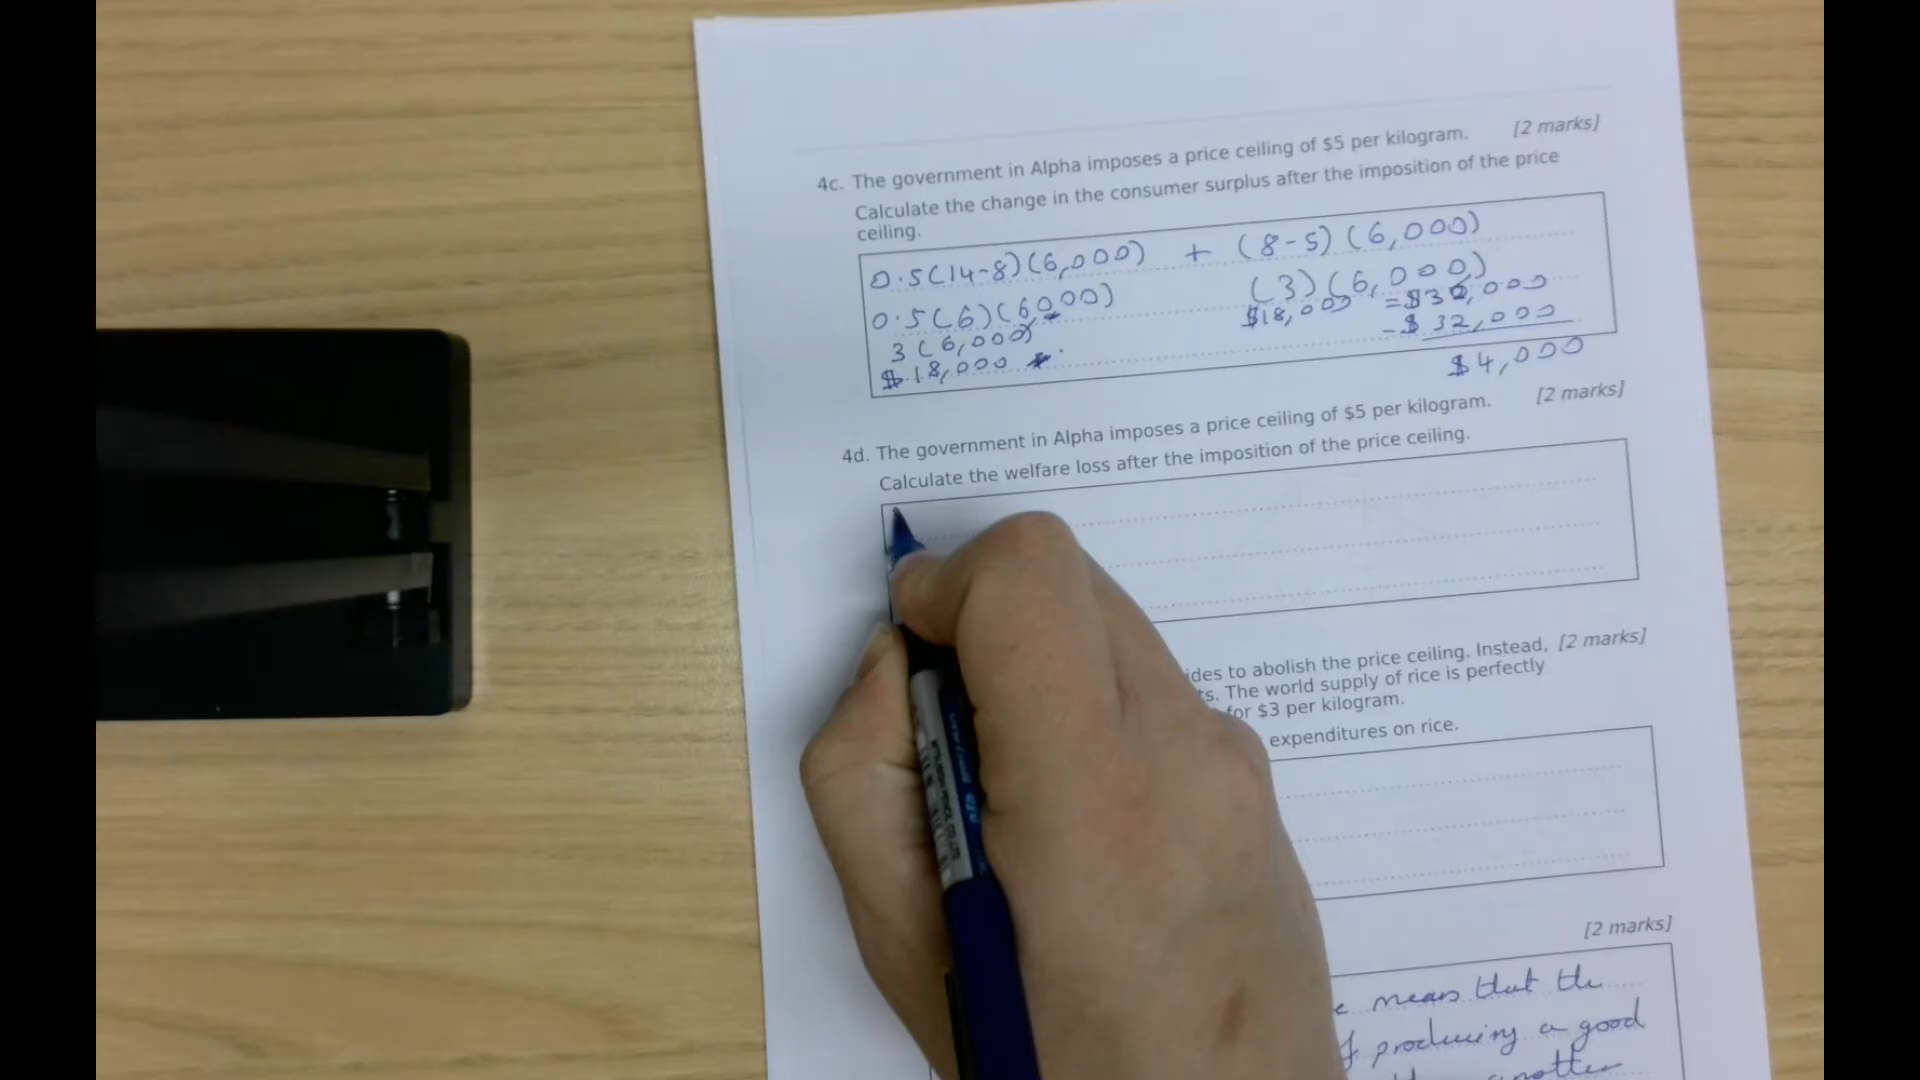 4c. The government in Alpha imposes a price ceiling of $5 per kilogram. [2 marks]
Calculate the change in the consumer surplus after the imposition of the price
ceiling.
0.5(14-8)(6,000) + (8-5)(6,000)
0.5(6)(6,000) (3)(6,000)
3(6,000) $18,000 = $36,000
$18,000 + - $ 32,000
$4,000
4d. The government in Alpha imposes a price ceiling of $5 per kilogram. [2 marks]
Calculate the welfare loss after the imposition of the price ceiling.
ides to abolish the price ceiling. Instead, [2 marks]
ts. The world supply of rice is perfectly
for $3 per kilogram.
expenditures on rice.
[2 marks]
e means that the
f producing a good
another